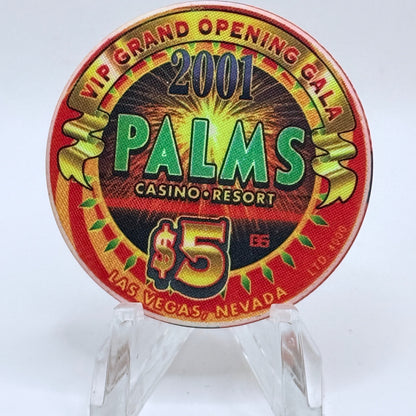 VIP GRAND OPENING GALA
2001
PALMS
CASINO • RESORT
$5
LAS VEGAS, NEVADA